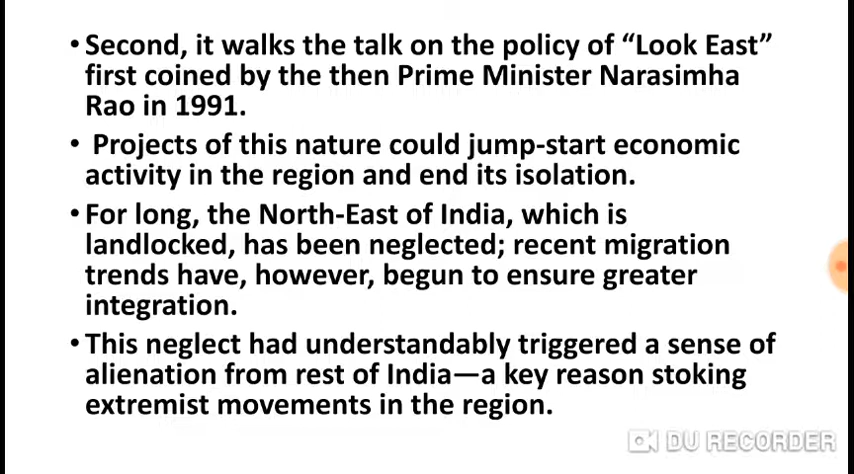 • Second, it walks the talk on the policy of “Look East”
first coined by the then Prime Minister Narasimha
Rao in 1991.
• Projects of this nature could jump-start economic
activity in the region and end its isolation.
• For long, the North-East of India, which is
landlocked, has been neglected; recent migration
trends have, however, begun to ensure greater
integration.
• This neglect had understandably triggered a sense of
alienation from rest of India—a key reason stoking
extremist movements in the region.
DU RECORDER